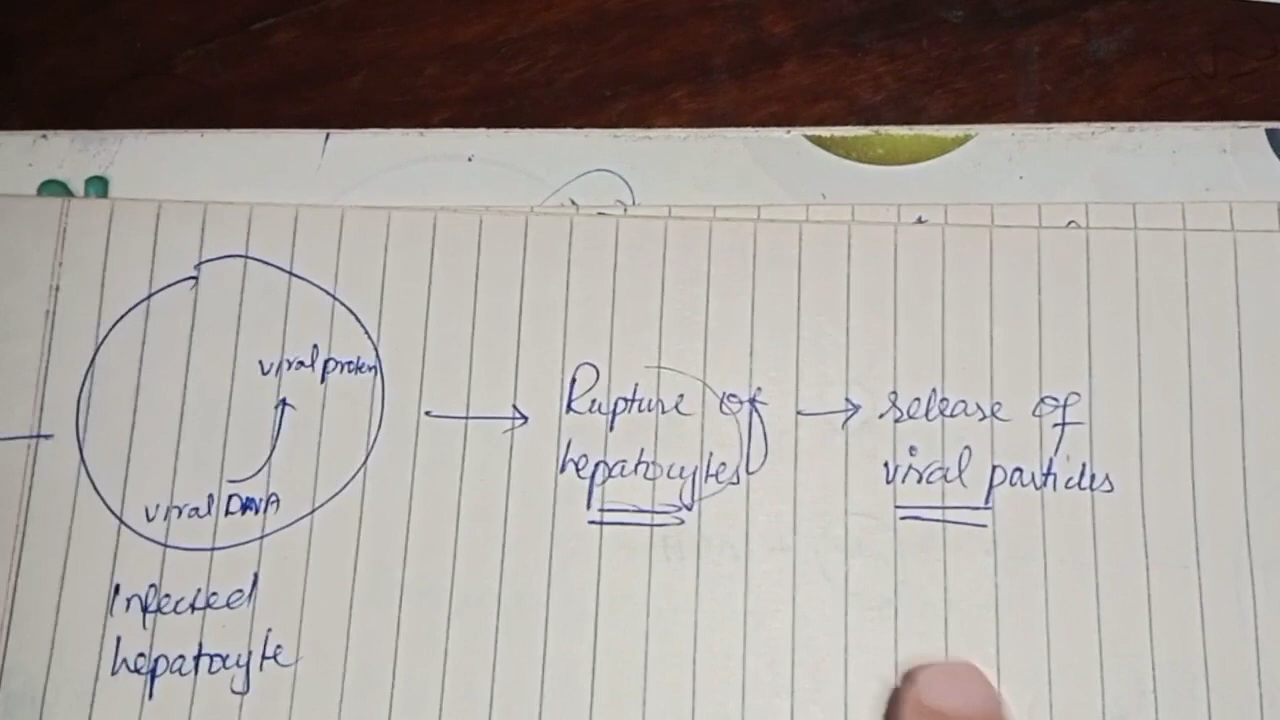 viral protein
viral DNA
Infected
hepatocyte
Rupture of
hepatocytes
release of
viral particles